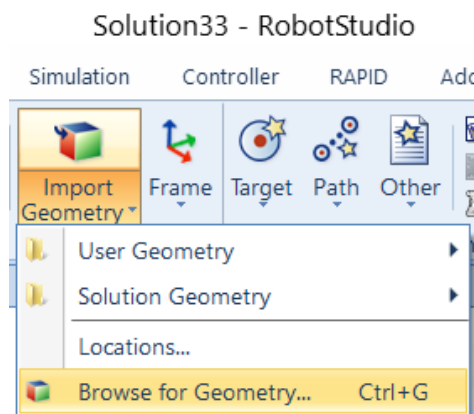 Solution33 - RobotStudio
Simulation Controller RAPID Add
Import Geometry Frame Target Path Other
User Geometry
Solution Geometry
Locations...
Browse for Geometry... Ctrl+G